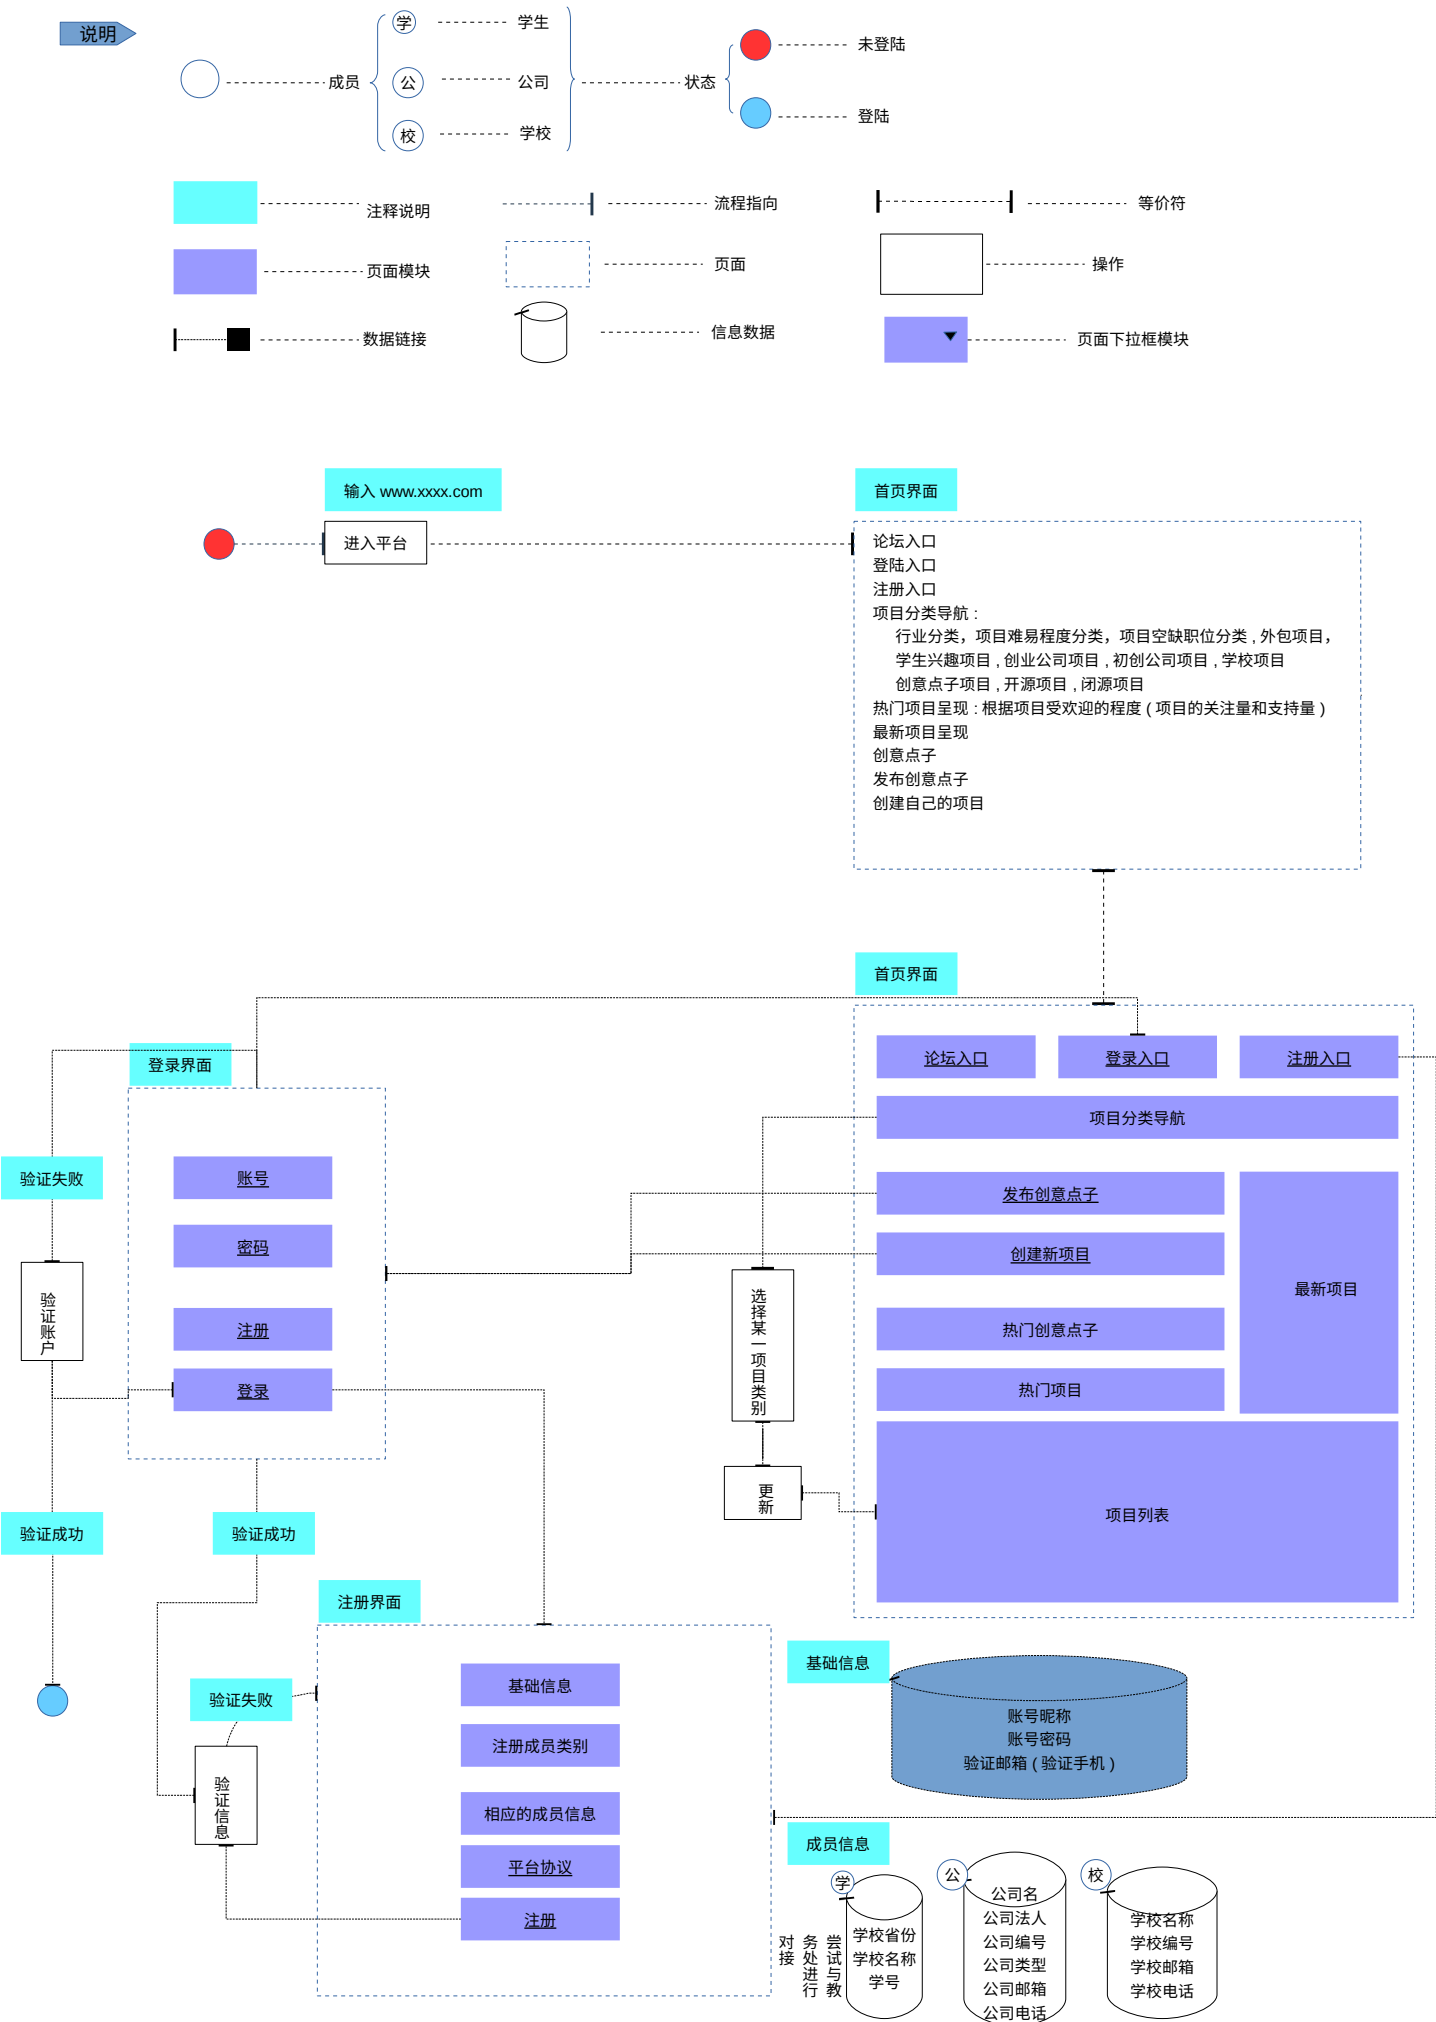 说明
学
学生
未登陆
成员
公
公司
状态
登陆
校
学校
注释说明
流程指向
等价符
页面模块
页面
操作
数据链接
信息数据
页面下拉框模块
输入 www.xxxx.com
首页界面
进入平台
论坛入口
登陆入口
注册入口
项目分类导航 :
行业分类，项目难易程度分类，项目空缺职位分类 , 外包项目，
学生兴趣项目 , 创业公司项目 , 初创公司项目 , 学校项目
创意点子项目 , 开源项目 , 闭源项目
热门项目呈现 : 根据项目受欢迎的程度 ( 项目的关注量和支持量 )
最新项目呈现
创意点子
发布创意点子
创建自己的项目
首页界面
登录界面
论坛入口
登录入口
注册入口
项目分类导航
验证失败
账号
发布创意点子
密码
创建新项目
最新项目
验证账户
选择某一项目类别
注册
热门创意点子
登录
热门项目
更新
项目列表
验证成功
验证成功
注册界面
基础信息
验证失败
基础信息
账号昵称
账号密码
验证邮箱 ( 验证手机 )
注册成员类别
验证信息
相应的成员信息
成员信息
平台协议
注册
学
学校省份
学校名称
学号
尝试与教
务处进行
对接
公
公司名
公司法人
公司编号
公司类型
公司邮箱
公司电话
校
学校名称
学校编号
学校邮箱
学校电话